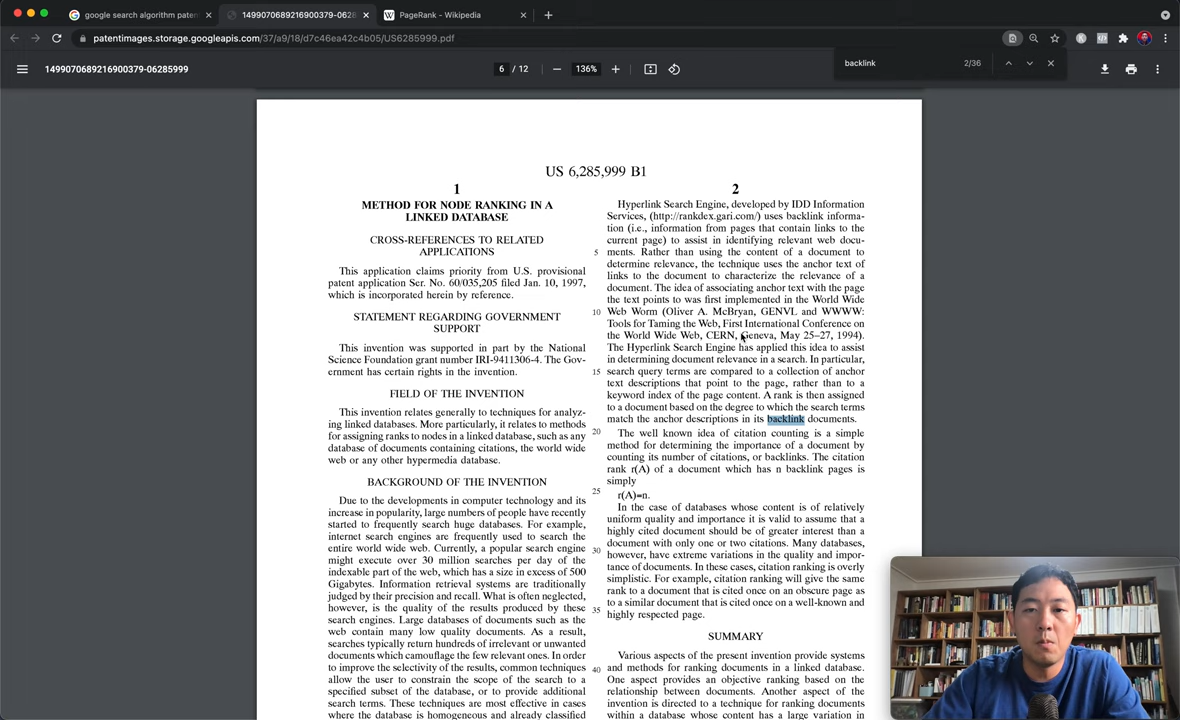 google search algorithm paten
1499070689216900379-0628
PageRank - Wikipedia
patentimages.storage.googleapis.com/37/a9/18/d7c46ea42c4b05/US6285999.pdf
1499070689216900379-06285999
6 / 12
136%
backlink
2/36
US 6,285,999 B1
1
METHOD FOR NODE RANKING IN A
LINKED DATABASE
CROSS-REFERENCES TO RELATED
APPLICATIONS
This application claims priority from U.S. provisional
patent application Ser. No. 60/035,205 filed Jan. 10, 1997,
which is incorporated herein by reference.
STATEMENT REGARDING GOVERNMENT
SUPPORT
This invention was supported in part by the National
Science Foundation grant number IRI-9411306-4. The Gov-
ernment has certain rights in the invention.
FIELD OF THE INVENTION
This invention relates generally to techniques for analyz-
ing linked databases. More particularly, it relates to methods
for assigning ranks to nodes in a linked database, such as any
database of documents containing citations, the world wide
web or any other hypermedia database.
BACKGROUND OF THE INVENTION
Due to the developments in computer technology and its
increase in popularity, large numbers of people have recently
started to frequently search huge databases. For example,
internet search engines are frequently used to search the
entire world wide web. Currently, a popular search engine
might execute over 30 million searches per day of the
indexable part of the web, which has a size in excess of 500
Gigabytes. Information retrieval systems are traditionally
judged by their precision and recall. What is often neglected,
however, is the quality of the results produced by these
search engines. Large databases of documents such as the
web contain many low quality documents. As a result,
searches typically return hundreds of irrelevant or unwanted
documents which camouflage the few relevant ones. In order
to improve the selectivity of the results, common techniques
allow the user to constrain the scope of the search to a
specified subset of the database, or to provide additional
search terms. These techniques are most effective in cases
where the database is homogeneous and already classified
5
10
15
20
25
30
35
40
2
Hyperlink Search Engine, developed by IDD Information
Services, (http://rankdex.gari.com/) uses backlink informa-
tion (i.e., information from pages that contain links to the
current page) to assist in identifying relevant web docu-
ments. Rather than using the content of a document to
determine relevance, the technique uses the anchor text of
links to the document to characterize the relevance of a
document. The idea of associating anchor text with the page
the text points to was first implemented in the World Wide
Web Worm (Oliver A. McBryan, GENVL and WWWW:
Tools for Taming the Web, First International Conference on
the World Wide Web, CERN, Geneva, May 25–27, 1994).
The Hyperlink Search Engine has applied this idea to assist
in determining document relevance in a search. In particular,
search query terms are compared to a collection of anchor
text descriptions that point to the page, rather than to a
keyword index of the page content. A rank is then assigned
to a document based on the degree to which the search terms
match the anchor descriptions in its backlink documents.
The well known idea of citation counting is a simple
method for determining the importance of a document by
counting its number of citations, or backlinks. The citation
rank r(A) of a document which has n backlink pages is
simply
r(A)=n.
In the case of databases whose content is of relatively
uniform quality and importance it is valid to assume that a
highly cited document should be of greater interest than a
document with only one or two citations. Many databases,
however, have extreme variations in the quality and impor-
tance of documents. In these cases, citation ranking is overly
simplistic. For example, citation ranking will give the same
rank to a document that is cited once on an obscure page as
to a similar document that is cited once on a well-known and
highly respected page.
SUMMARY
Various aspects of the present invention provide systems
and methods for ranking documents in a linked database.
One aspect provides an objective ranking based on the
relationship between documents. Another aspect of the
invention is directed to a technique for ranking documents
within a database whose content has a large variation in